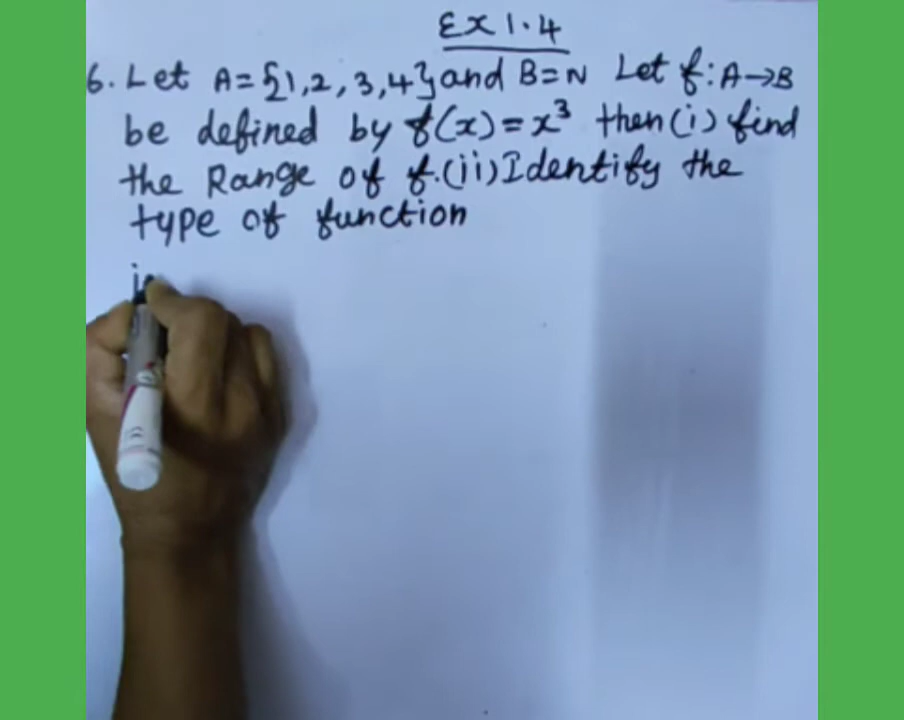 Ex 1.4
6. Let A={1,2,3,4} and B=N Let f:A→B
be defined by f(x)=x³ then (i) find
the Range of f.(ii) Identify the
type of function